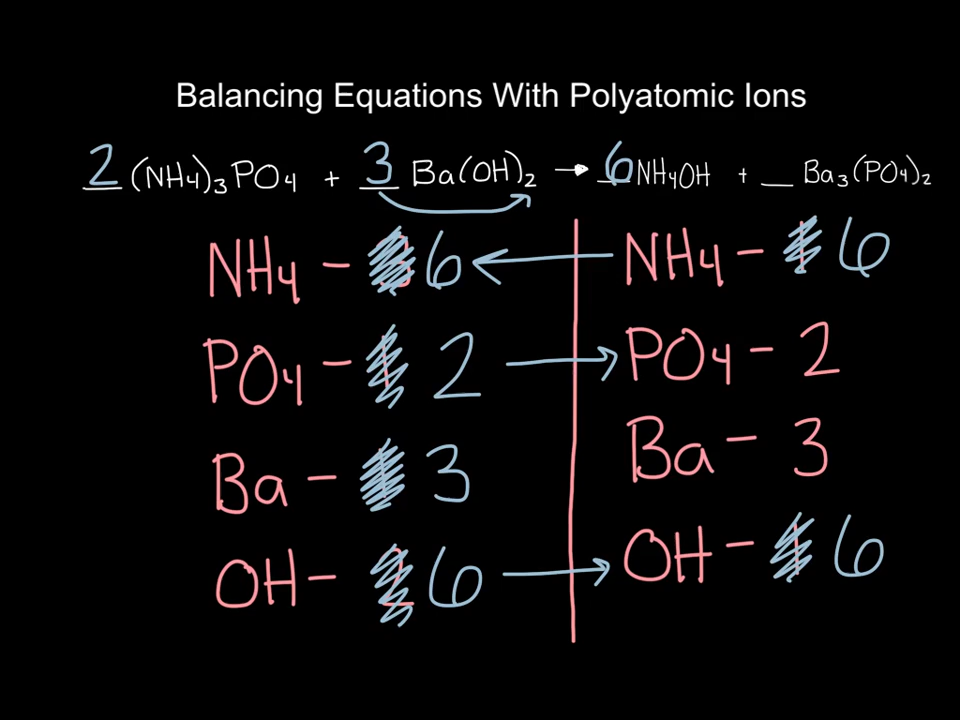 Balancing Equations With Polyatomic Ions
2 (NH4)3PO4 + 3 Ba(OH)2 → 6 NH4OH + __ Ba3(PO4)2
NH4 - 6 NH4 - 6
PO4 - 2 PO4 - 2
Ba - 3 Ba - 3
OH - 6 OH - 6